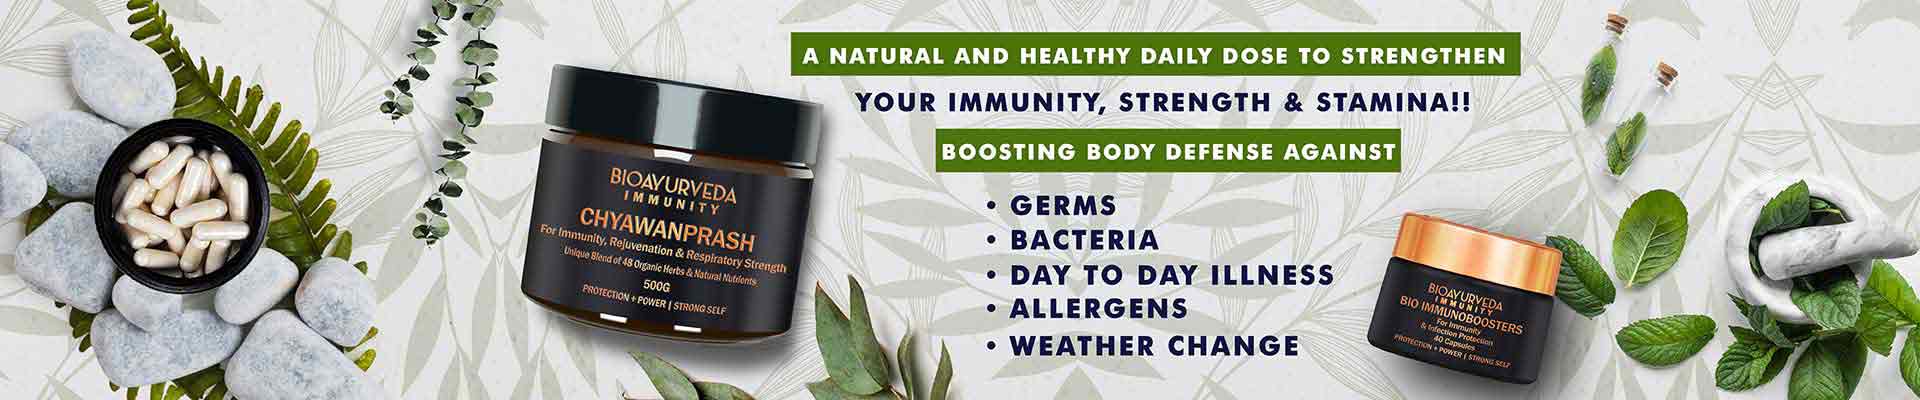 A NATURAL AND HEALTHY DAILY DOSE TO STRENGTHEN
YOUR IMMUNITY, STRENGTH & STAMINA!!
BOOSTING BODY DEFENSE AGAINST
• GERMS
• BACTERIA
• DAY TO DAY ILLNESS
• ALLERGENS
• WEATHER CHANGE
BIOAYURVEDA
IMMUNITY
CHYAWANPRASH
For Immunity, Rejuvenation & Respiratory Strength
Unique Blend of 48 Organic Herbs & Natural Nutrients
500G
PROTECTION + POWER | STRONG SELF
BIOAYURVEDA
IMMUNITY
BIO IMMUNOBOOSTERS
For Immunity
& Infection Protection
40 Capsules
PROTECTION + POWER | STRONG SELF